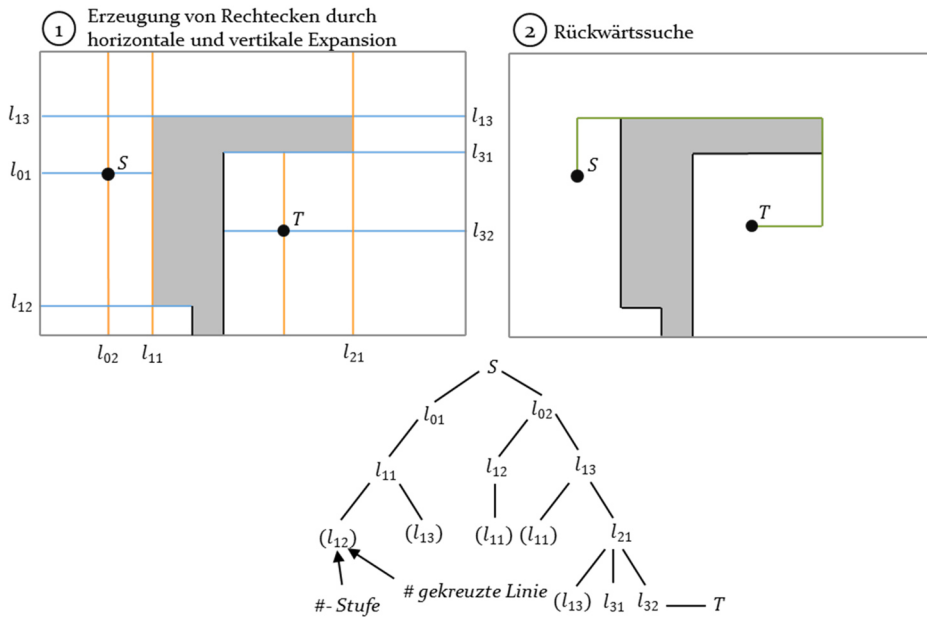 1 Erzeugung von Rechtecken durch
horizontale und vertikale Expansion
2 Rückwärtssuche
l₁₃ l₁₃
S l₃₁
l₀₁
T l₃₂
l₁₂
l₀₂ l₁₁ l₂₁
S
T
S
l₀₁ l₀₂
l₁₁ l₁₂ l₁₃
(l₁₂) (l₁₃) (l₁₁) (l₁₁) l₂₁
#- Stufe # gekreuzte Linie (l₁₃) l₃₁ l₃₂ T